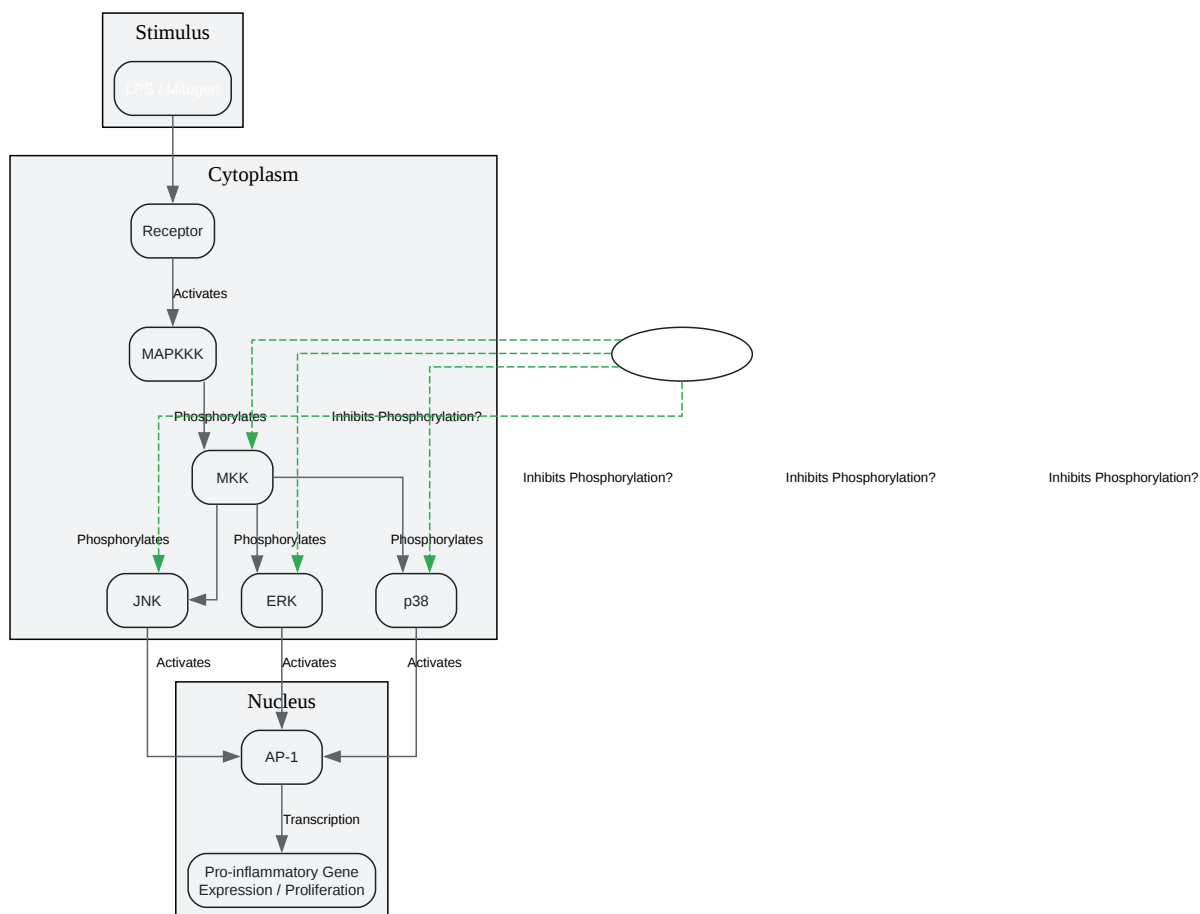 Stimulus
LPS / Mitogen
Cytoplasm
Receptor
Activates
MAPKKK
Phosphorylates
Inhibits Phosphorylation?
MKK
Inhibits Phosphorylation?
Inhibits Phosphorylation?
Inhibits Phosphorylation?
Phosphorylates
Phosphorylates
Phosphorylates
JNK
ERK
p38
Activates
Activates
Activates
Nucleus
AP-1
Transcription
Pro-inflammatory Gene
Expression / Proliferation